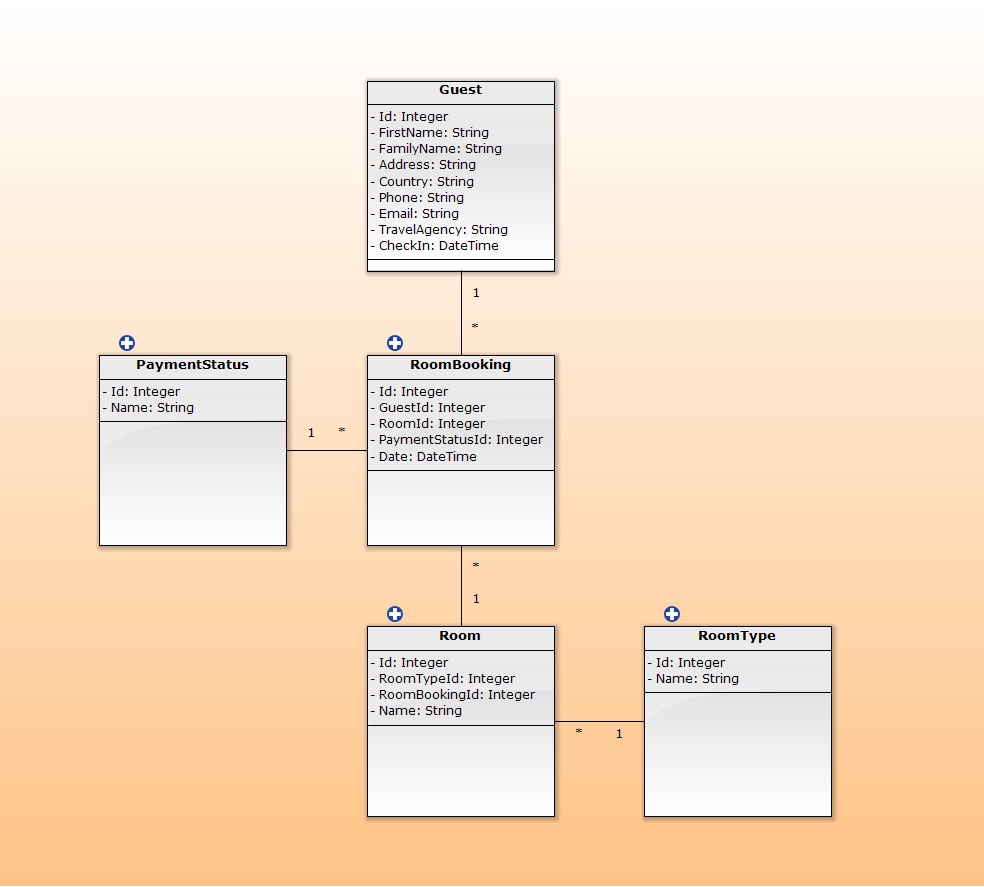 Guest
- Id: Integer
- FirstName: String
- FamilyName: String
- Address: String
- Country: String
- Phone: String
- Email: String
- TravelAgency: String
- CheckIn: DateTime
1
*
PaymentStatus
- Id: Integer
- Name: String
1 *
RoomBooking
- Id: Integer
- GuestId: Integer
- RoomId: Integer
- PaymentStatusId: Integer
- Date: DateTime
*
1
Room
- Id: Integer
- RoomTypeId: Integer
- RoomBookingId: Integer
- Name: String
* 1
RoomType
- Id: Integer
- Name: String